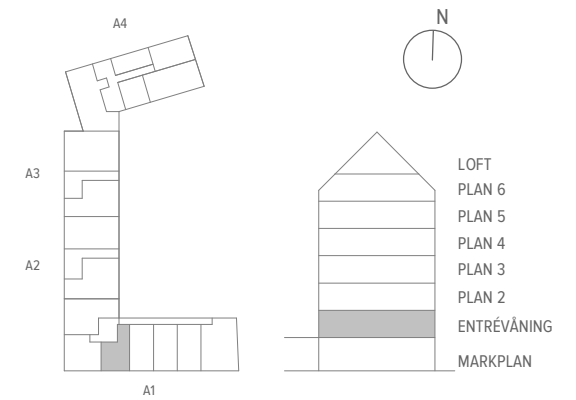 A4
N
A3
A2
A1
LOFT
PLAN 6
PLAN 5
PLAN 4
PLAN 3
PLAN 2
ENTRÉVÅNING
MARKPLAN